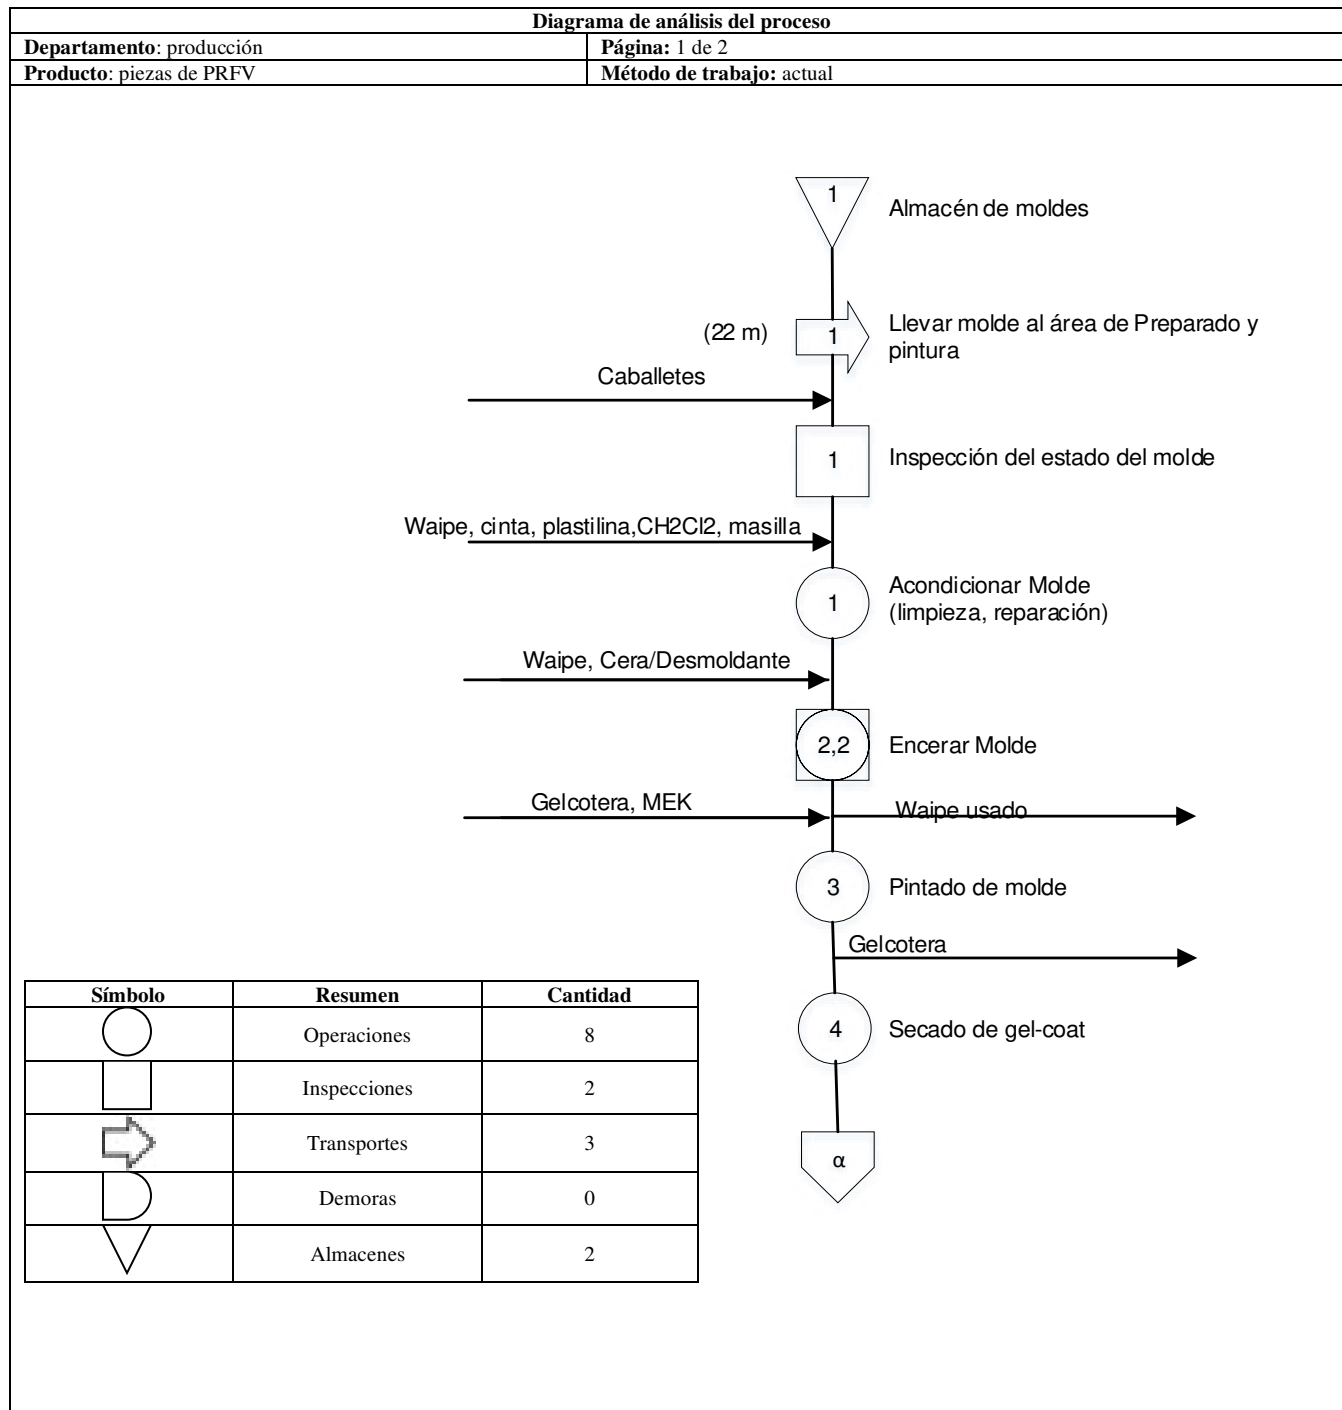 Diagrama de análisis del proceso
Departamento: producción
Página: 1 de 2
Producto: piezas de PRFV
Método de trabajo: actual
1
Almacén de moldes
(22 m)
1
Llevar molde al área de Preparado y
pintura
Caballetes
1
Inspección del estado del molde
Waipe, cinta, plastilina,CH2Cl2, masilla
1
Acondicionar Molde
(limpieza, reparación)
Waipe, Cera/Desmoldante
2,2
Encerar Molde
Gelcotera, MEK
Waipe usado
3
Pintado de molde
Gelcotera
4
Secado de gel-coat
α
Símbolo Resumen Cantidad
Operaciones 8
Inspecciones 2
Transportes 3
Demoras 0
Almacenes 2